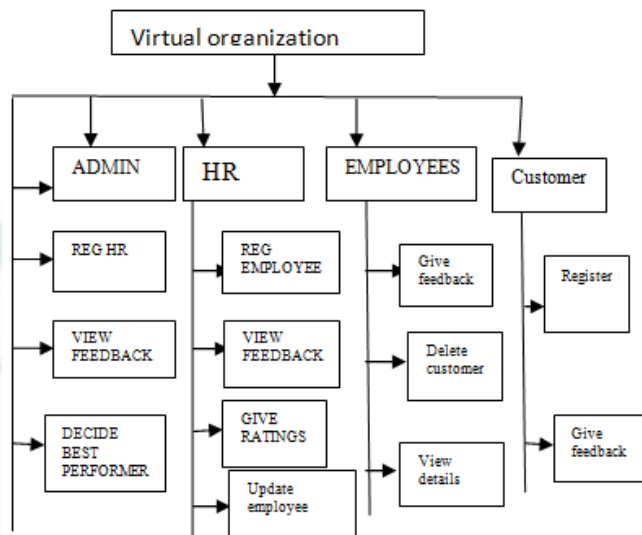 Virtual organization
ADMIN
REG HR
VIEW
FEEDBACK
DECIDE
BEST
PERFORMER
HR
REG
EMPLOYEE
VIEW
FEEDBACK
GIVE
RATINGS
Update
employee
EMPLOYEES
Give
feedback
Delete
customer
View
details
Customer
Register
Give
feedback